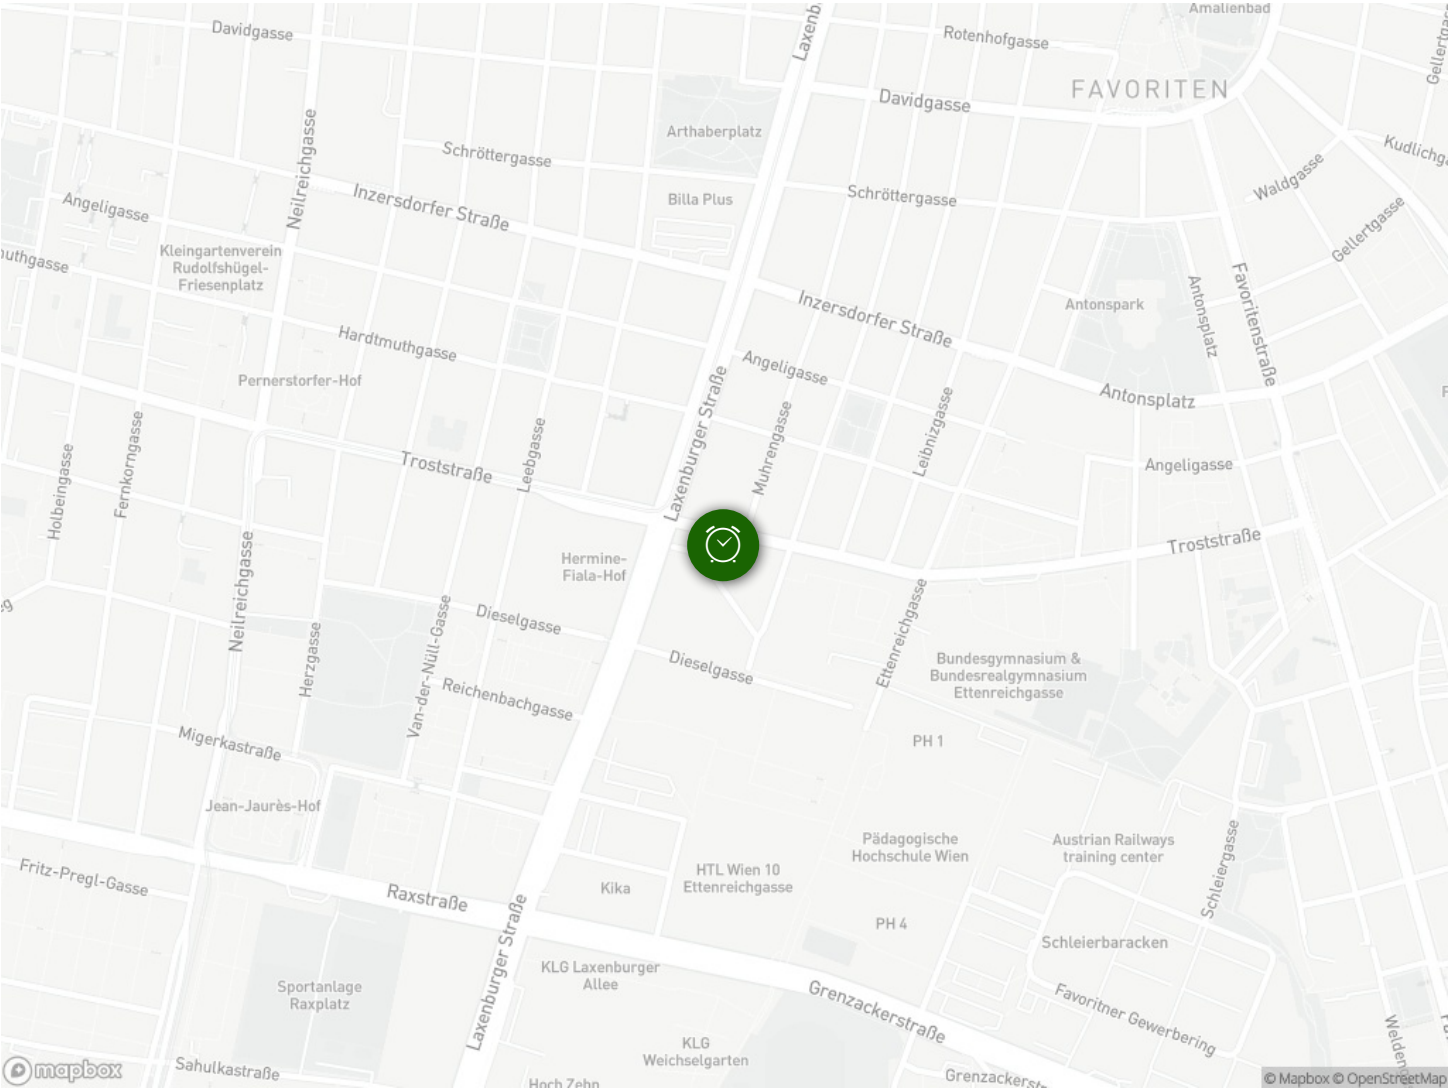 Amalienbad
Davidgasse
Laxenb
Rotenhofgasse
Gellertga
FAVORITEN
Davidgasse
Arthaberplatz
Schröttergasse
Kudlichga
Neilreichgasse
Waldgasse
Inzersdorfer Straße
Billa Plus
Schröttergasse
Angeligasse
Gellertgasse
Kleingartenverein
Rudolfshügel-
Friesenplatz
muthgasse
Antonspark
Antonsplatz
Favoritenstraße
Inzersdorfer Straße
Hardtmuthgasse
Angeligasse
Pernerstorfer-Hof
Antonsplatz
Laxenburger Straße
Muhrengasse
Leibnizgasse
Fernkorngasse
Holbeingasse
Leebgasse
Troststraße
Angeligasse
Troststraße
Hermine-
Fiala-Hof
Neilreichgasse
Dieselgasse
Ettenreichgasse
Herzgasse
Van-der-Nüll-Gasse
Dieselgasse
Bundesgymnasium &
Bundesrealgymnasium
Ettenreichgasse
Reichenbachgasse
Migerkastraße
PH 1
Jean-Jaurès-Hof
Pädagogische
Hochschule Wien
Austrian Railways
training center
Schleiergasse
Fritz-Pregl-Gasse
HTL Wien 10
Ettenreichgasse
Kika
Raxstraße
PH 4
Laxenburger Straße
Schleierbaracken
KLG Laxenburger
Allee
Sportanlage
Raxplatz
Grenzackerstraße
Favoritner Gewerbering
KLG
Weichselgarten
Sahulkastraße
Hoch Zehn
Grenzackerst
Weldeng
mapbox
© Mapbox © OpenStreetMap